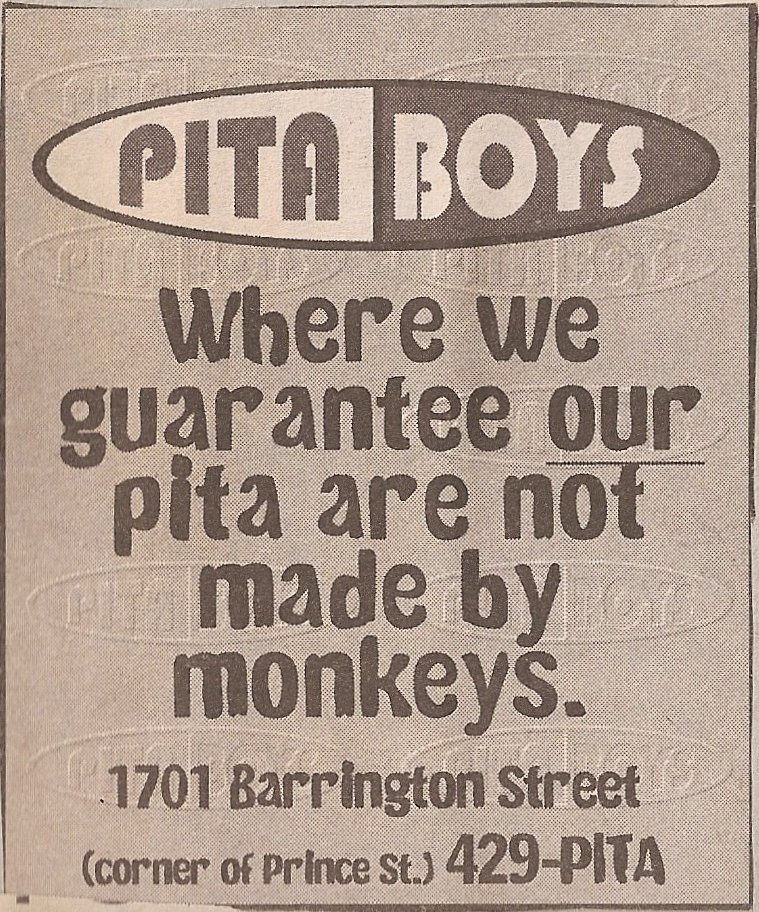 PITA BOYS
Where we
guarantee our
pita are not
made by
monkeys.
1701 Barrington Street
(corner of Prince St.) 429-PITA